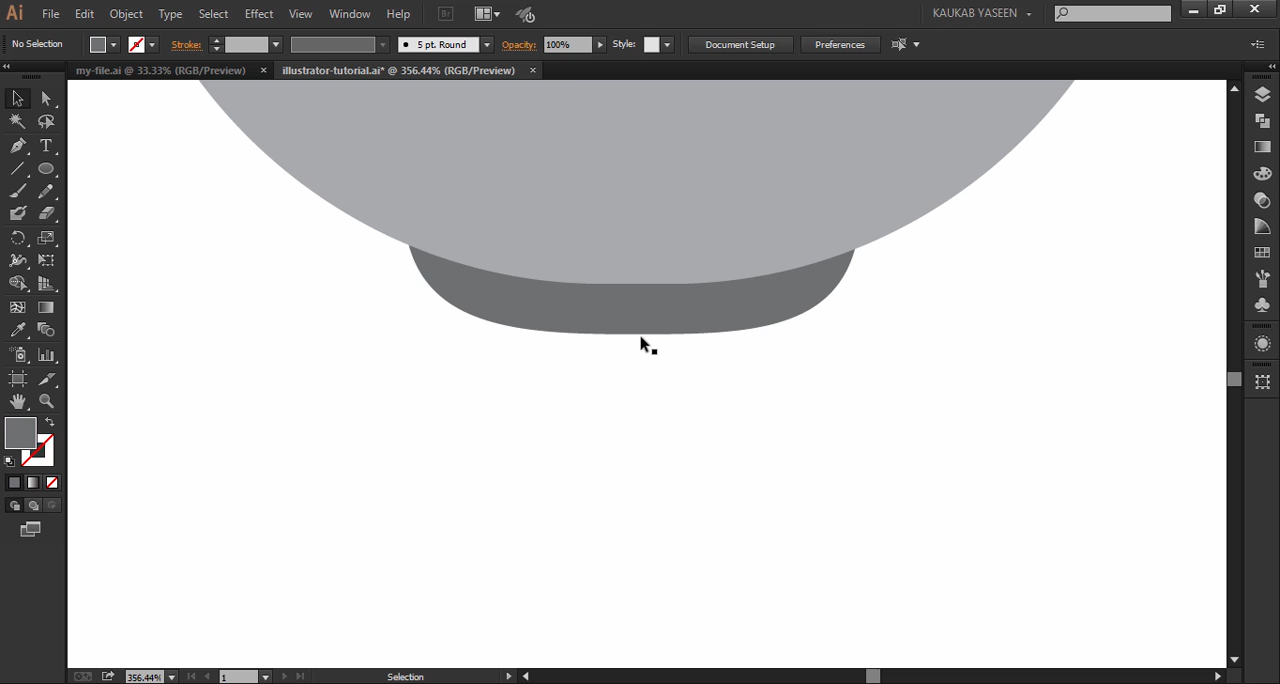 Ai File Edit Object Type Select Effect View Window Help Br KAUKAB YASEEN
No Selection Stroke: 5 pt. Round Opacity: 100% Style: Document Setup Preferences
my-file.ai @ 33.33% (RGB/Preview) × illustrator-tutorial.ai* @ 356.44% (RGB/Preview) ×
T
356.44% 1 Selection